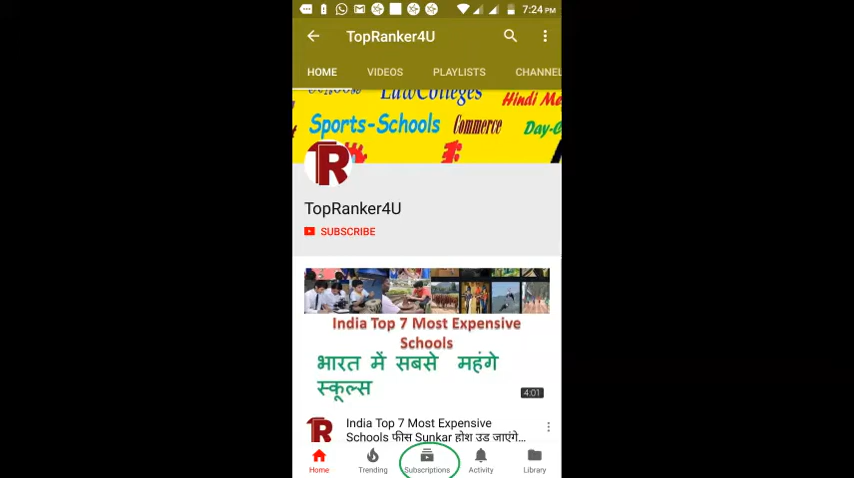 7:24 PM
TopRanker4U
HOME VIDEOS PLAYLISTS CHANNEL
LawColleges
Hindi Me
Sports-Schools Commerce Day-C
TR
TopRanker4U
SUBSCRIBE
India Top 7 Most Expensive
Schools
भारत में सबसे महंगे
स्कूल्स
4:01
India Top 7 Most Expensive
Schools फीस Sunkar होश उड जाएंगे...
Home Trending Subscriptions Activity Library